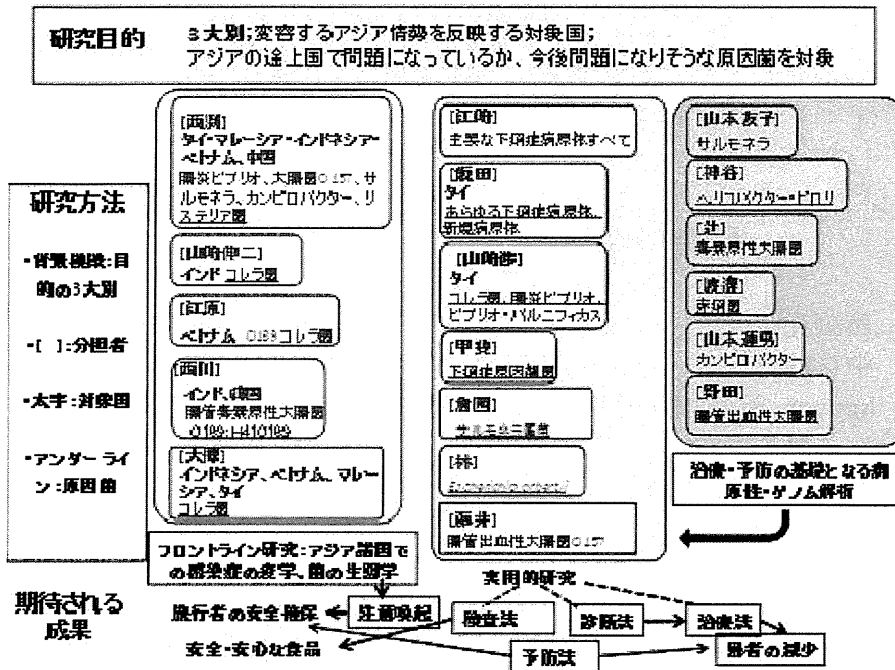 研究目的
3大別;変容するアジア情勢を反映する対象国;
アジアの途上国で問題になっているか、今後問題になりそうな原因菌を対象
研究方法
・背景模様:目
的の3大別
・[ ]:分担者
・太字:対象国
・アンダーライ
ン:原因菌
[西渕]
タイ・マレーシア・インドネシア・
ベトナム、中国
腸炎ビブリオ、大腸菌O157、サ
ルモネラ、カンピロバクター、リ
ステリア菌
[山崎伸二]
インド コレラ菌
[江原]
ベトナム O139コレラ菌
[西川]
インド、中国
腸管毒素原性大腸菌
[大澤]
インドネシア、ベトナム、マレー
シア、タイ
コレラ菌
フロントライン研究:アジア諸国で
の感染症の疫学、菌の生態学
[江崎]
主要な下痢症病原体すべて
[飯田]
タイ
あらゆる下痢症病原体、
新規病原体
[山崎渉]
タイ
コレラ菌、腸炎ビブリオ、
ビブリオ・バルニフィカス
[甲斐]
下痢症原因菌
サルモネラ属菌
[林]
[藤井]
腸管出血性大腸菌O157
実用的研究
[山本友子]
サルモネラ
[神谷]
ヘリコバクター・ピロリ
[辻]
毒素原性大腸菌
[渡邉]
赤痢菌
[山本達男]
カンピロバクター
[野田]
腸管出血性大腸菌
治療・予防の基礎となる病
原性・ゲノム解析
期待される
成果
旅行者の安全確保
注意喚起
検査法
診断法
治療法
安全・安心な食品
予防法
患者の減少